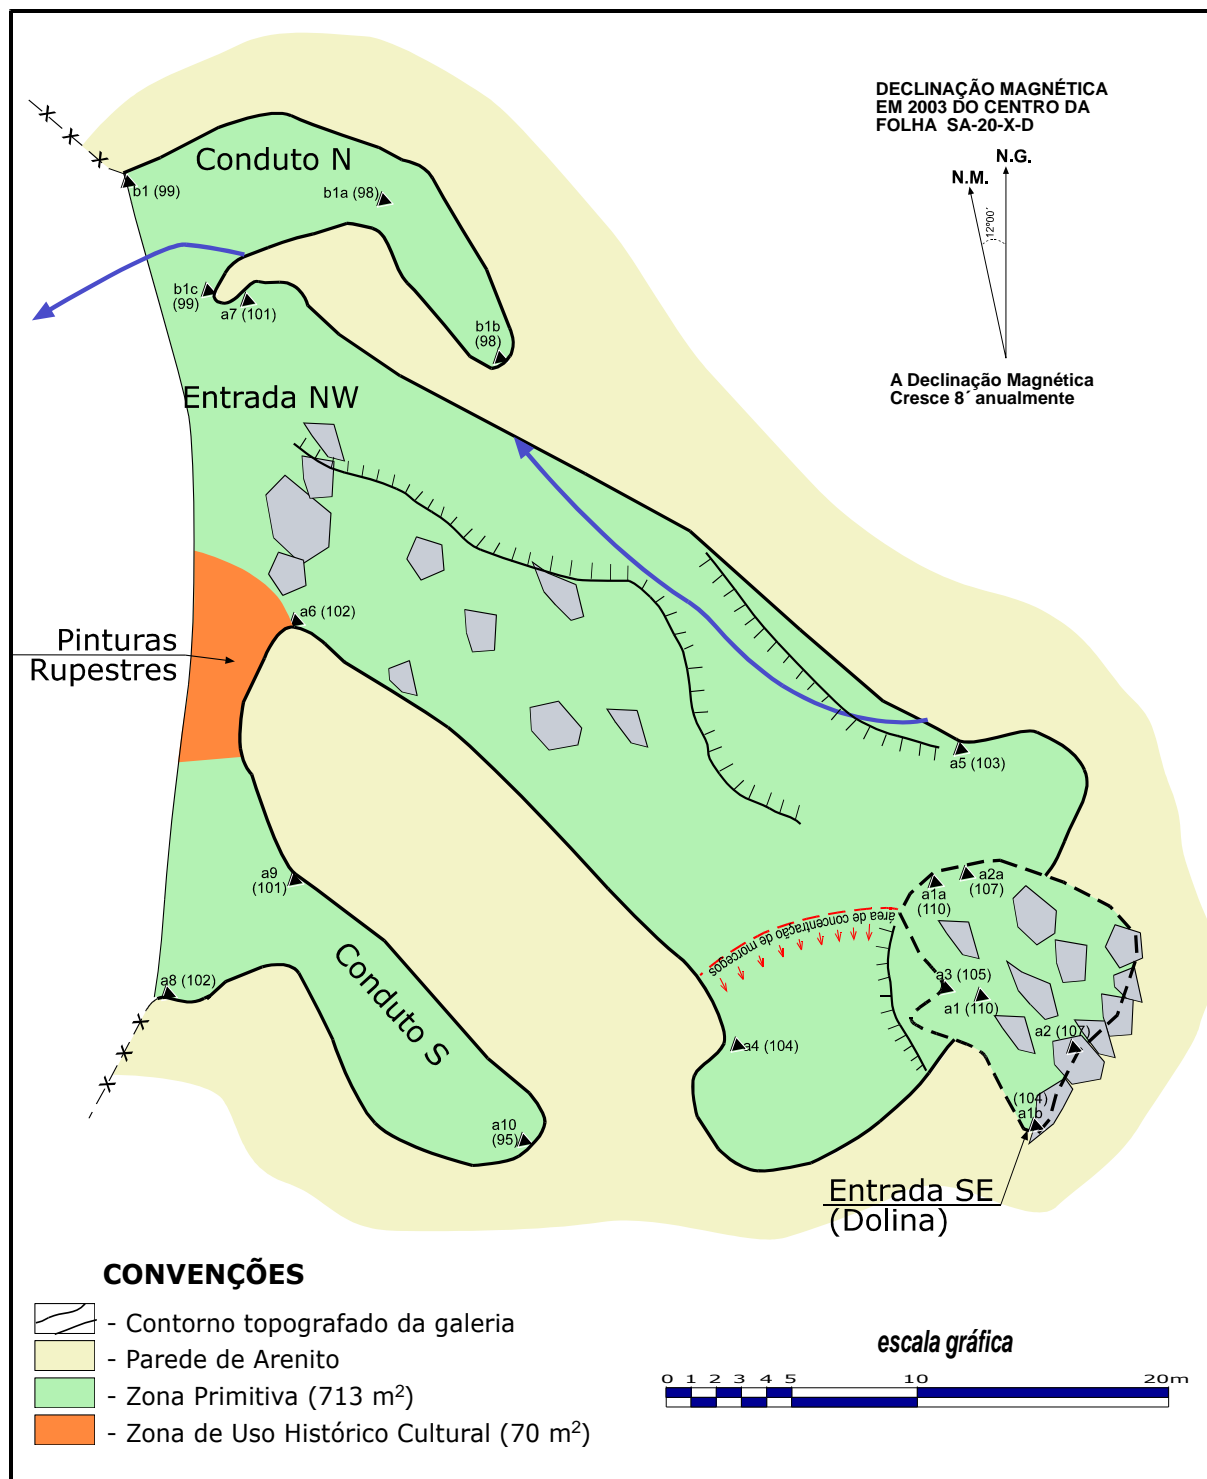 DECLINAÇÃO MAGNÉTICA
EM 2003 DO CENTRO DA
FOLHA SA-20-X-D
N.G.
N.M.
12º00´
A Declinação Magnética
Cresce 8´ anualmente
Conduto N
b1 (99)
b1a (98)
b1c
(99)
a7 (101)
b1b
(98)
Entrada NW
a6 (102)
Pinturas
Rupestres
a5 (103)
a9
(101)
a1a
(110)
a2a
(107)
área de concentração de morcegos
a8 (102)
Conduto S
a3 (105)
a1 (110)
a4 (104)
a2 (107)
(104)
a1b
a10
(95)
Entrada SE
(Dolina)
CONVENÇÕES
- Contorno topografado da galeria
- Parede de Arenito
- Zona Primitiva (713 m²)
- Zona de Uso Histórico Cultural (70 m²)
escala gráfica
0 1 2 3 4 5 10 20m